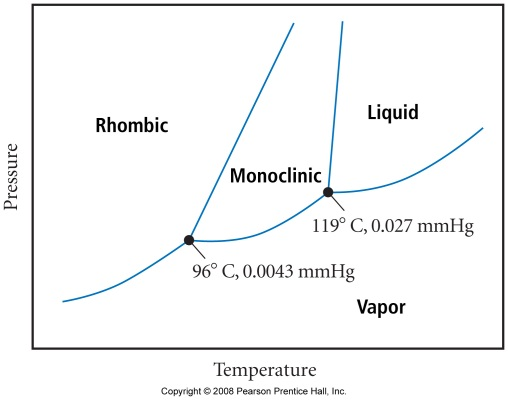 Rhombic
Liquid
Monoclinic
Pressure
119° C, 0.027 mmHg
96° C, 0.0043 mmHg
Vapor
Temperature
Copyright © 2008 Pearson Prentice Hall, Inc.